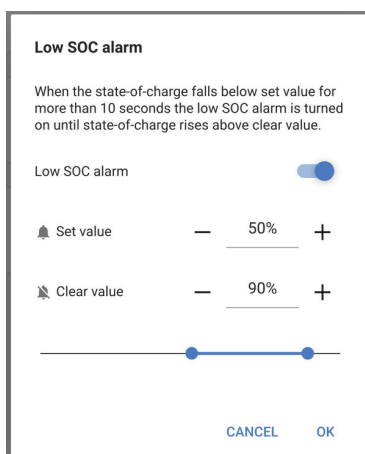 Low SOC alarm
When the state-of-charge falls below set value for
more than 10 seconds the low SOC alarm is turned
on until state-of-charge rises above clear value.
Low SOC alarm
Set value — 50% +
Clear value — 90% +
CANCEL OK